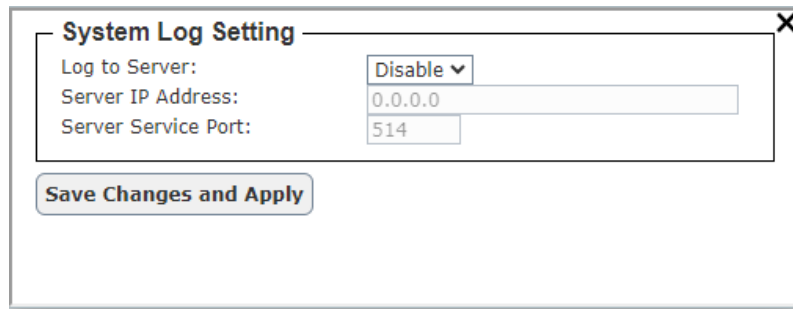 System Log Setting
Log to Server: Disable
Server IP Address: 0.0.0.0
Server Service Port: 514
Save Changes and Apply